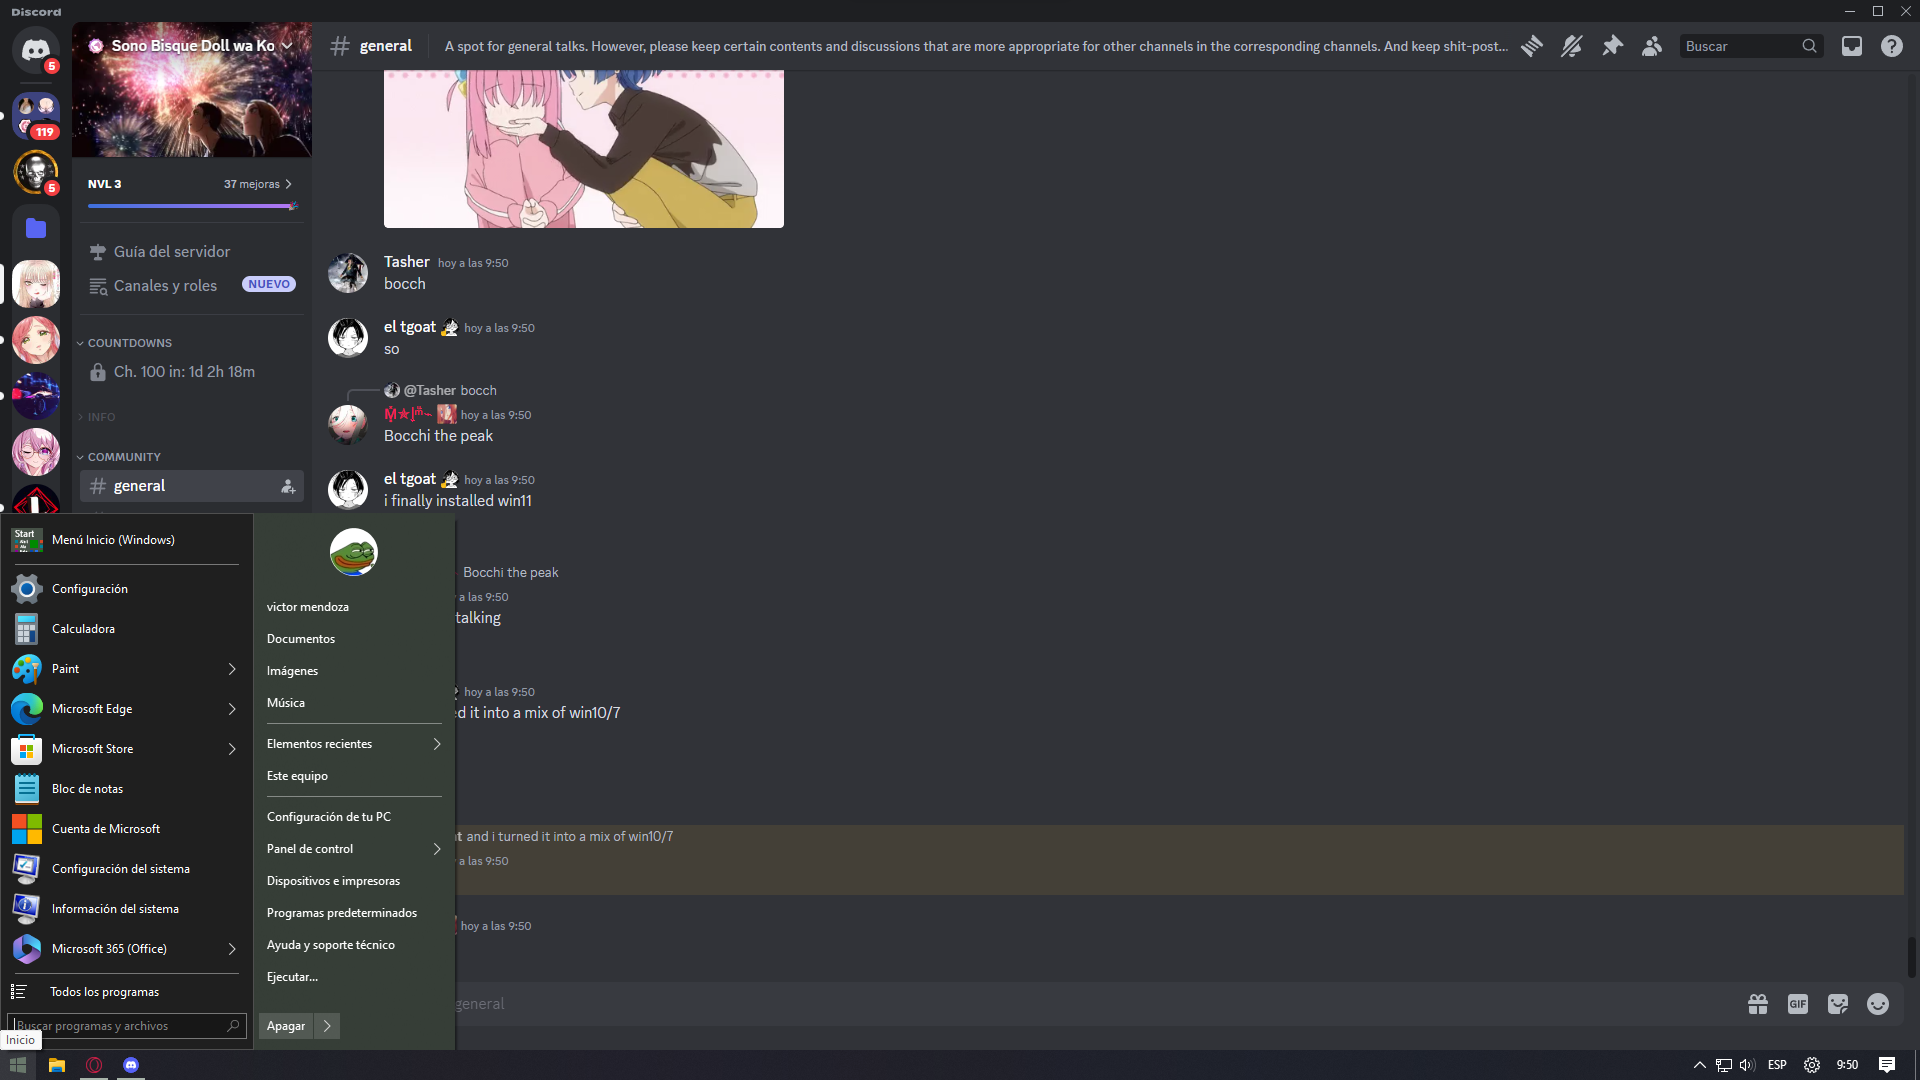 Discord
5
119
5
Sono Bisque Doll wa Ko
NVL 3
37 mejoras
Guía del servidor
Canales y roles
NUEVO
COUNTDOWNS
Ch. 100 in: 1d 2h 18m
INFO
COMMUNITY
general
general
A spot for general talks. However, please keep certain contents and discussions that are more appropriate for other channels in the corresponding channels. And keep shit-post...
Buscar
Tasher hoy a las 9:50
bocch
el tgoat hoy a las 9:50
so
@Tasher bocch
hoy a las 9:50
Bocchi the peak
el tgoat hoy a las 9:50
i finally installed win11
Bocchi the peak
a las 9:50
talking
hoy a las 9:50
d it into a mix of win10/7
and i turned it into a mix of win10/7
a las 9:50
hoy a las 9:50
general
GIF
Start
Menú Inicio (Windows)
Configuración
Calculadora
Paint
Microsoft Edge
Microsoft Store
Bloc de notas
Cuenta de Microsoft
Configuración del sistema
Información del sistema
Microsoft 365 (Office)
Todos los programas
Buscar programas y archivos
Inicio
victor mendoza
Documentos
Imágenes
Música
Elementos recientes
Este equipo
Configuración de tu PC
Panel de control
Dispositivos e impresoras
Programas predeterminados
Ayuda y soporte técnico
Ejecutar...
Apagar
ESP
9:50